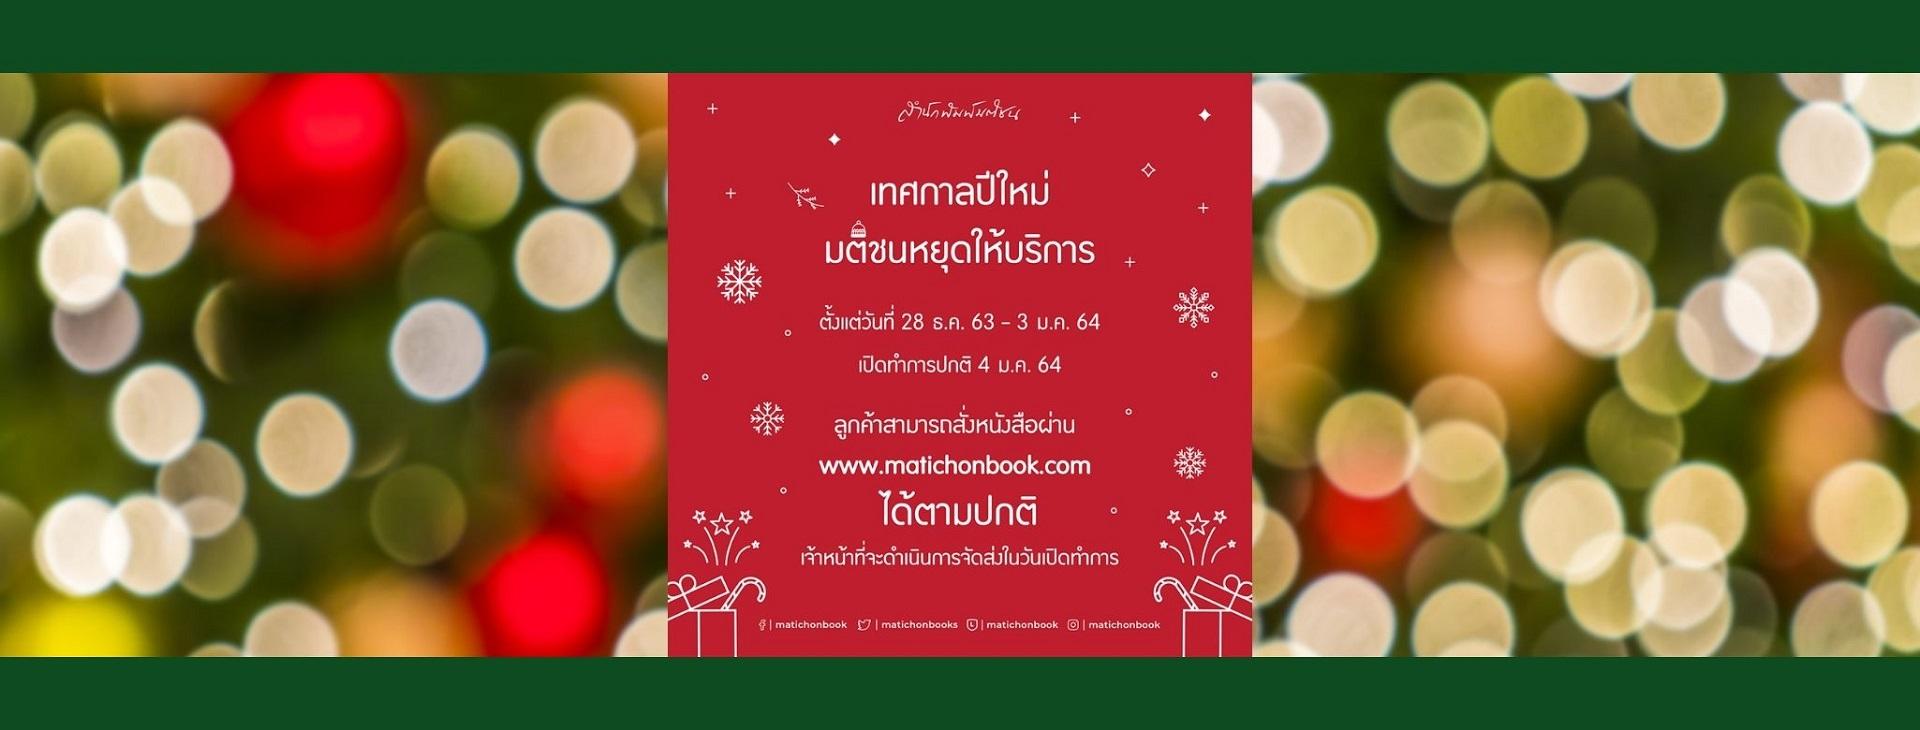 สำนักพิมพ์มติชน
เทศกาลปีใหม่
มติชนหยุดให้บริการ
ตั้งแต่วันที่ 28 ธ.ค. 63 - 3 ม.ค. 64
เปิดทำการปกติ 4 ม.ค. 64
ลูกค้าสามารถสั่งหนังสือผ่าน
www.matichonbook.com
ได้ตามปกติ
เจ้าหน้าที่จะดำเนินการจัดส่งในวันเปิดทำการ
| matichonbook | matichonbooks | matichonbook | matichonbook